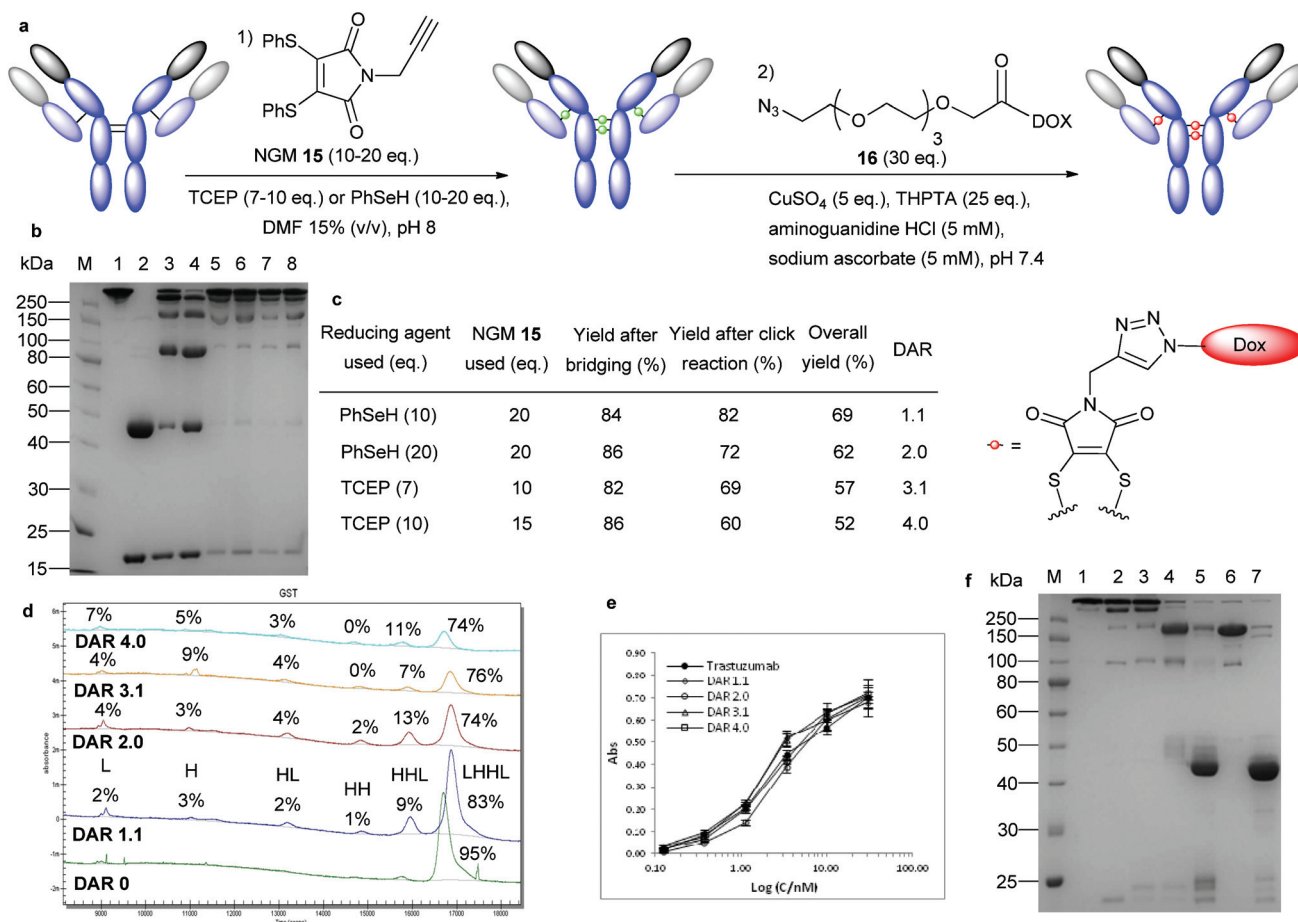 a
1)
PhS
O
N
PhS
O
NGM 15 (10-20 eq.)
TCEP (7-10 eq.) or PhSeH (10-20 eq.),
DMF 15% (v/v), pH 8
2)
N3
O
O
3
O
DOX
16 (30 eq.)
CuSO4 (5 eq.), THPTA (25 eq.),
aminoguanidine HCl (5 mM),
sodium ascorbate (5 mM), pH 7.4
b
kDa M 1 2 3 4 5 6 7 8
250
150
100
80
60
50
40
30
25
15
c
Reducing agent used (eq.) NGM 15 used (eq.) Yield after bridging (%) Yield after click reaction (%) Overall yield (%) DAR
PhSeH (10) 20 84 82 69 1.1
PhSeH (20) 20 86 72 62 2.0
TCEP (7) 10 82 69 57 3.1
TCEP (10) 15 86 60 52 4.0
N=N
N
Dox
N
O O
S S
=
d
GST
7% 5% 3% 0% 11% 74%
DAR 4.0
4% 9% 4% 0% 7% 76%
DAR 3.1
4% 3% 4% 2% 13% 74%
DAR 2.0
L H HL HH HHL LHHL
2% 3% 2% 1% 9% 83%
DAR 1.1
95%
DAR 0
absorbance
6m
4m
2m
0
9000 10000 11000 12000 13000 14000 15000 16000 17000 18000
e
0.90
0.80
0.70
0.60
0.50
0.40
0.30
0.20
0.10
0.00
Abs
Trastuzumab
DAR 1.1
DAR 2.0
DAR 3.1
DAR 4.0
0.10 1.00 10.00 100.00
Log (C/nM)
f
kDa M 1 2 3 4 5 6 7
250
150
100
80
60
50
40
30
25